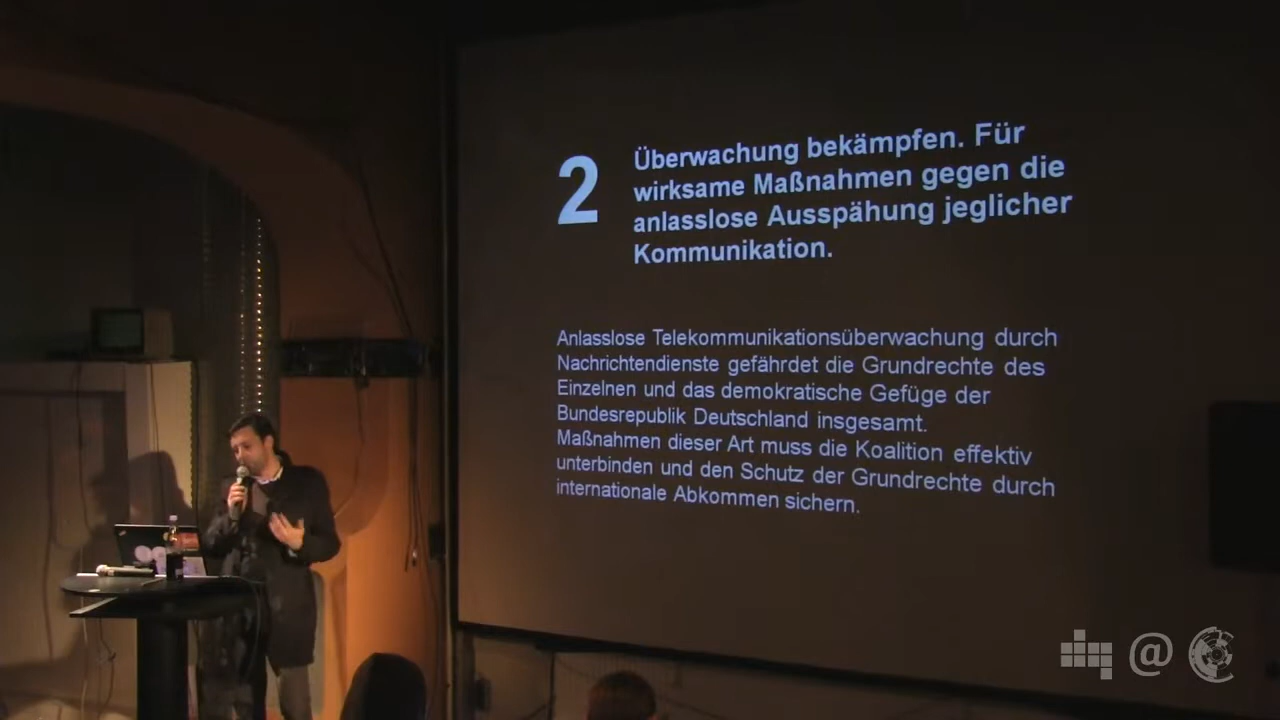 2
Überwachung bekämpfen. Für
wirksame Maßnahmen gegen die
anlasslose Ausspähung jeglicher
Kommunikation.
Anlasslose Telekommunikationsüberwachung durch
Nachrichtendienste gefährdet die Grundrechte des
Einzelnen und das demokratische Gefüge der
Bundesrepublik Deutschland insgesamt.
Maßnahmen dieser Art muss die Koalition effektiv
unterbinden und den Schutz der Grundrechte durch
internationale Abkommen sichern.
@